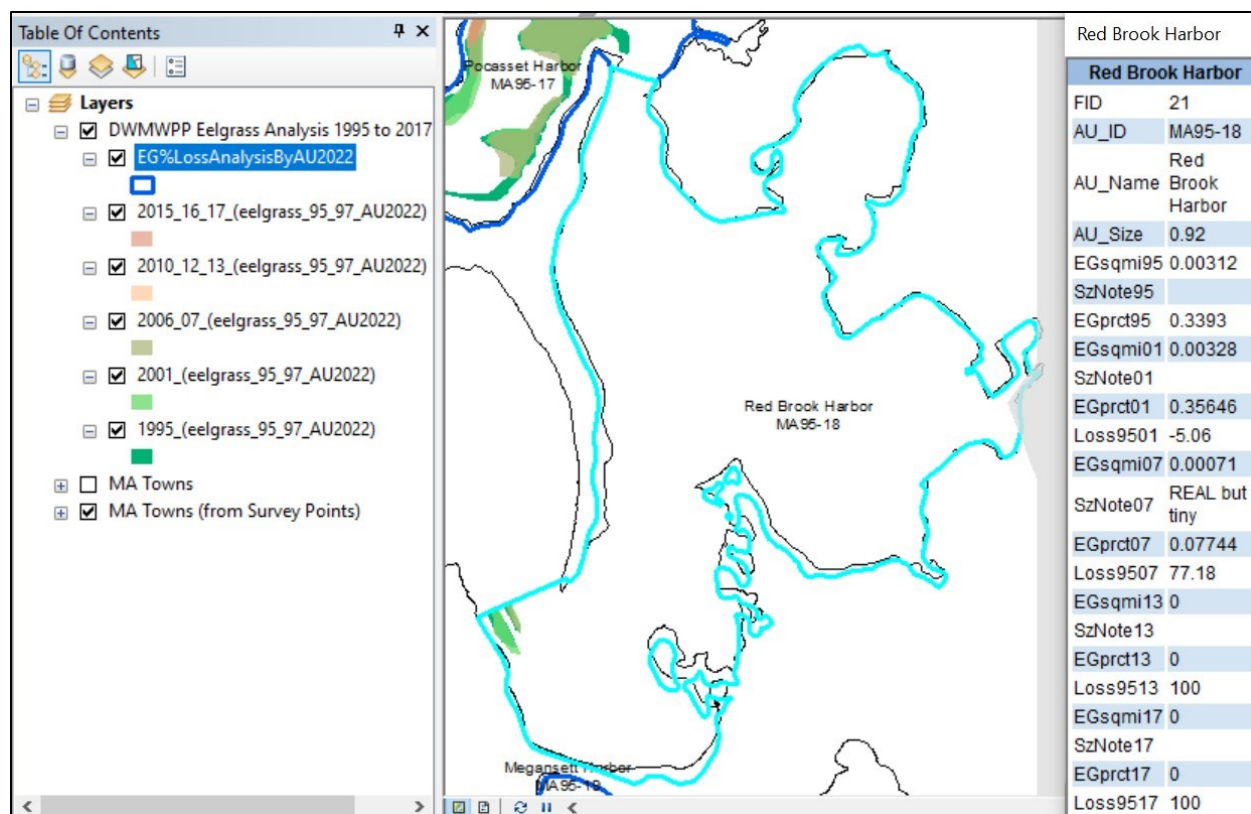 Table Of Contents
Layers
DWMWPP Eelgrass Analysis 1995 to 2017
EG%LossAnalysisByAU2022
2015_16_17_(eelgrass_95_97_AU2022)
2010_12_13_(eelgrass_95_97_AU2022)
2006_07_(eelgrass_95_97_AU2022)
2001_(eelgrass_95_97_AU2022)
1995_(eelgrass_95_97_AU2022)
MA Towns
MA Towns (from Survey Points)
Pocasset Harbor
MA95-17
Red Brook Harbor
MA95-18
Megansett Harbor
MA95-19
Red Brook Harbor
Red Brook Harbor
FID 21
AU_ID MA95-18
AU_Name Red Brook Harbor
AU_Size 0.92
EGsqmi95 0.00312
SzNote95
EGprct95 0.3393
EGsqmi01 0.00328
SzNote01
EGprct01 0.35646
Loss9501 -5.06
EGsqmi07 0.00071
SzNote07 REAL but tiny
EGprct07 0.07744
Loss9507 77.18
EGsqmi13 0
SzNote13
EGprct13 0
Loss9513 100
EGsqmi17 0
SzNote17
EGprct17 0
Loss9517 100